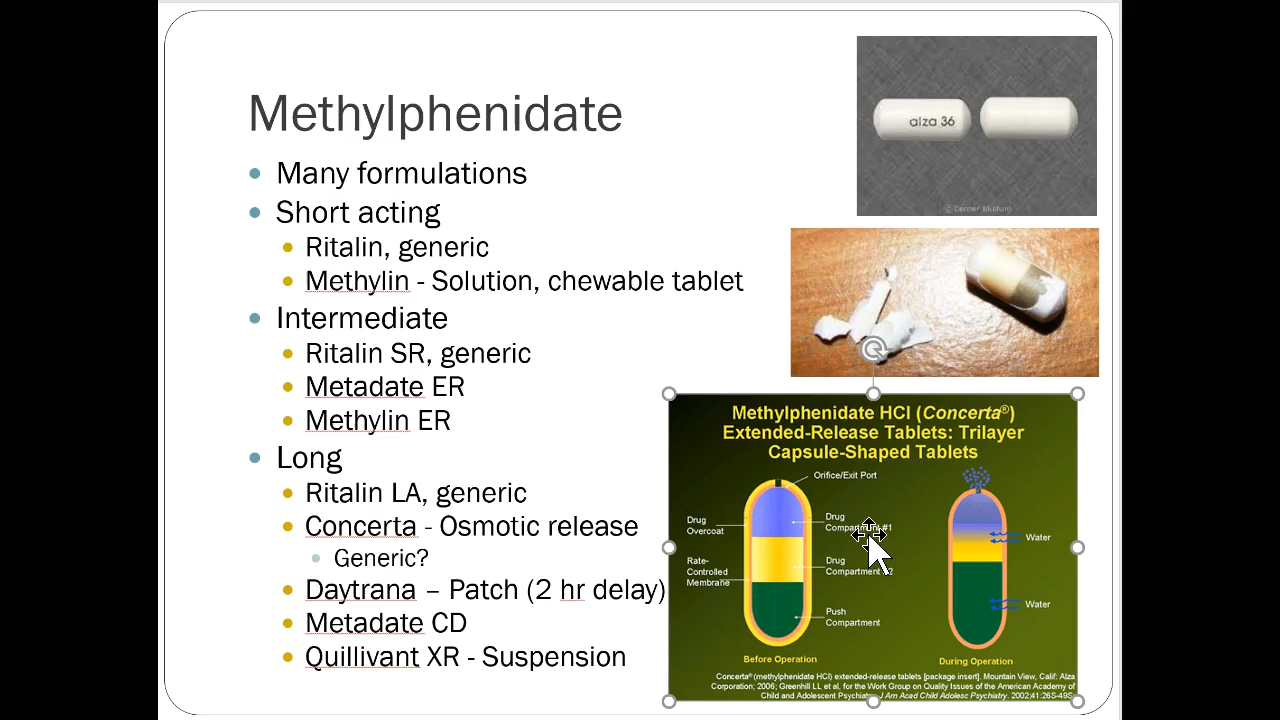 Methylphenidate
Many formulations
Short acting
Ritalin, generic
Methylin - Solution, chewable tablet
Intermediate
Ritalin SR, generic
Metadate ER
Methylin ER
Long
Ritalin LA, generic
Concerta - Osmotic release
Generic?
Daytrana – Patch (2 hr delay)
Metadate CD
Quillivant XR - Suspension
alza 36
© Cerner Multum
Methylphenidate HCl (Concerta®)
Extended-Release Tablets: Trilayer
Capsule-Shaped Tablets
Orifice/Exit Port
Drug
Overcoat
Drug
Compartment #1
Rate-
Controlled
Membrane
Drug
Compartment #2
Push
Compartment
Before Operation
Water
Water
During Operation
Concerta® (methylphenidate HCl) extended-release tablets [package insert]. Mountain View, Calif: Alza
Corporation; 2006; Greenhill LL et al, for the Work Group on Quality Issues of the American Academy of
Child and Adolescent Psychiatry. J Am Acad Child Adolesc Psychiatry. 2002;41:26S-49S.